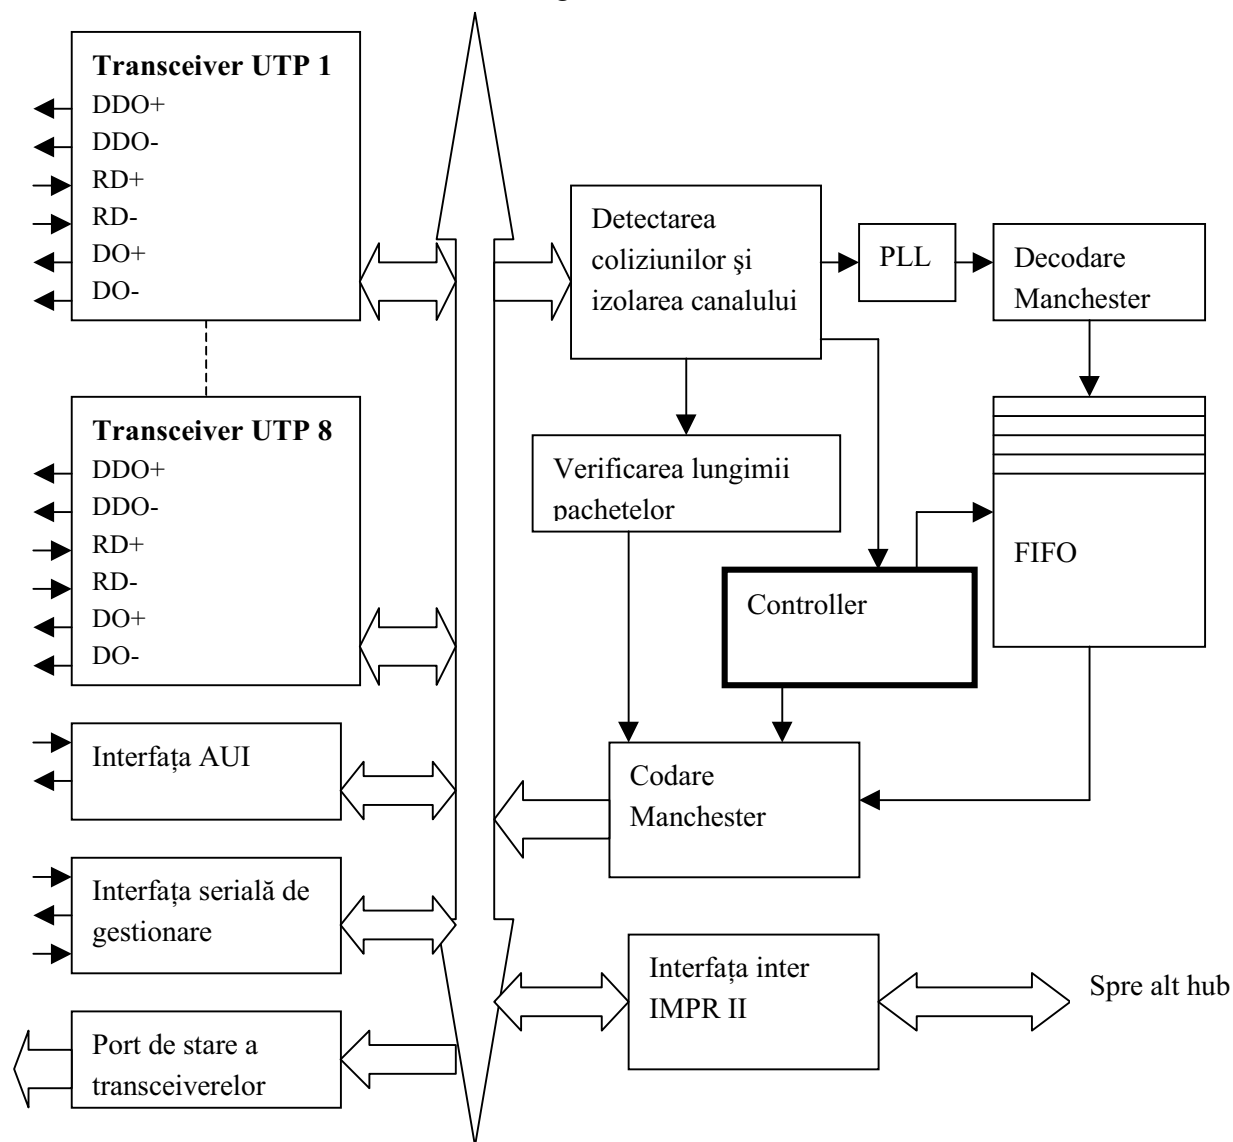 Transceiver UTP 1
DDO+
DDO-
RD+
RD-
DO+
DO-
Transceiver UTP 8
DDO+
DDO-
RD+
RD-
DO+
DO-
Interfața AUI
Interfața serială de
gestionare
Port de stare a
transceiverelor
Detectarea
coliziunilor şi
izolarea canalului
PLL
Decodare
Manchester
Verificarea lungimii
pachetelor
Controller
FIFO
Codare
Manchester
Interfața inter
IMPR II
Spre alt hub